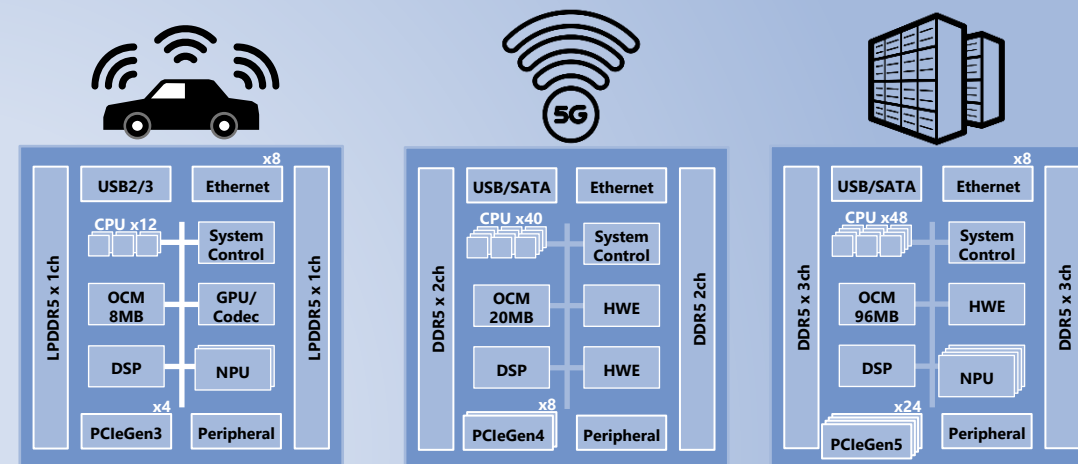 5G
x8
USB2/3
Ethernet
CPU x12
System
Control
LPDDR5 x 1ch
LPDDR5 x 1ch
OCM
8MB
GPU/
Codec
DSP
NPU
x4
PCIeGen3
Peripheral
USB/SATA
Ethernet
CPU x40
System
Control
DDR5 x 2ch
DDR5 2ch
OCM
20MB
HWE
DSP
HWE
x8
PCIeGen4
Peripheral
x8
USB/SATA
Ethernet
CPU x48
System
Control
DDR5 x 3ch
DDR5 x 3ch
OCM
96MB
HWE
DSP
NPU
x24
PCIeGen5
Peripheral